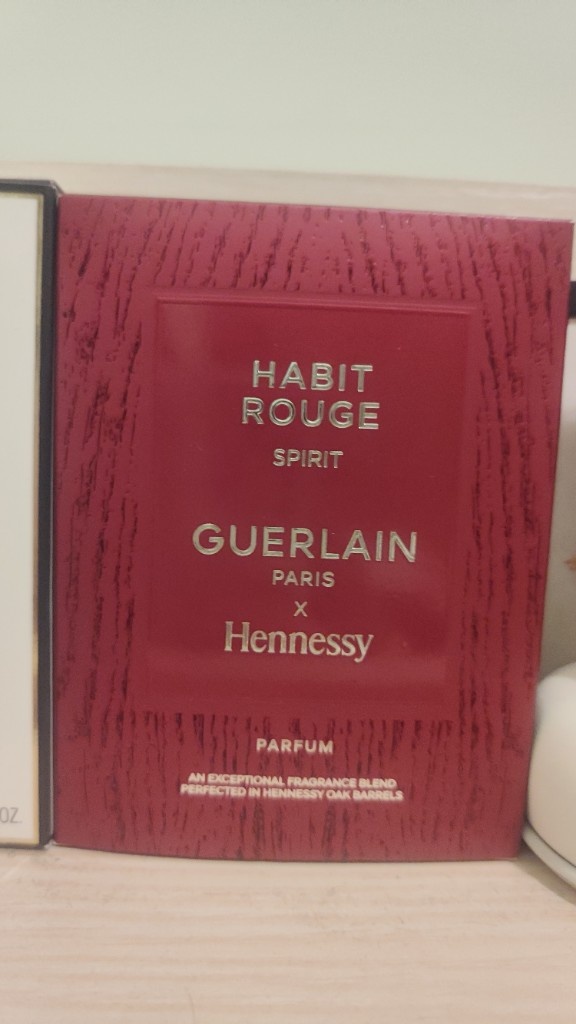 HABIT
ROUGE
SPIRIT
GUERLAIN
PARIS
X
Hennessy
PARFUM
AN EXCEPTIONAL FRAGRANCE BLEND
PERFECTED IN HENNESSY OAK BARRELS
OZ.